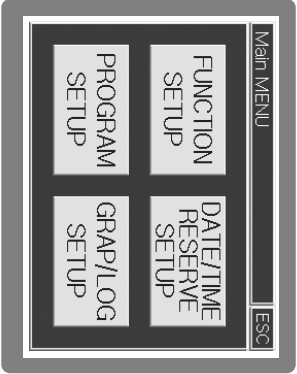 Main MENU
ESC
FUNCTION
SETUP
DATE/TIME
RESERVE
SETUP
PROGRAM
SETUP
GRAP/LOG
SETUP